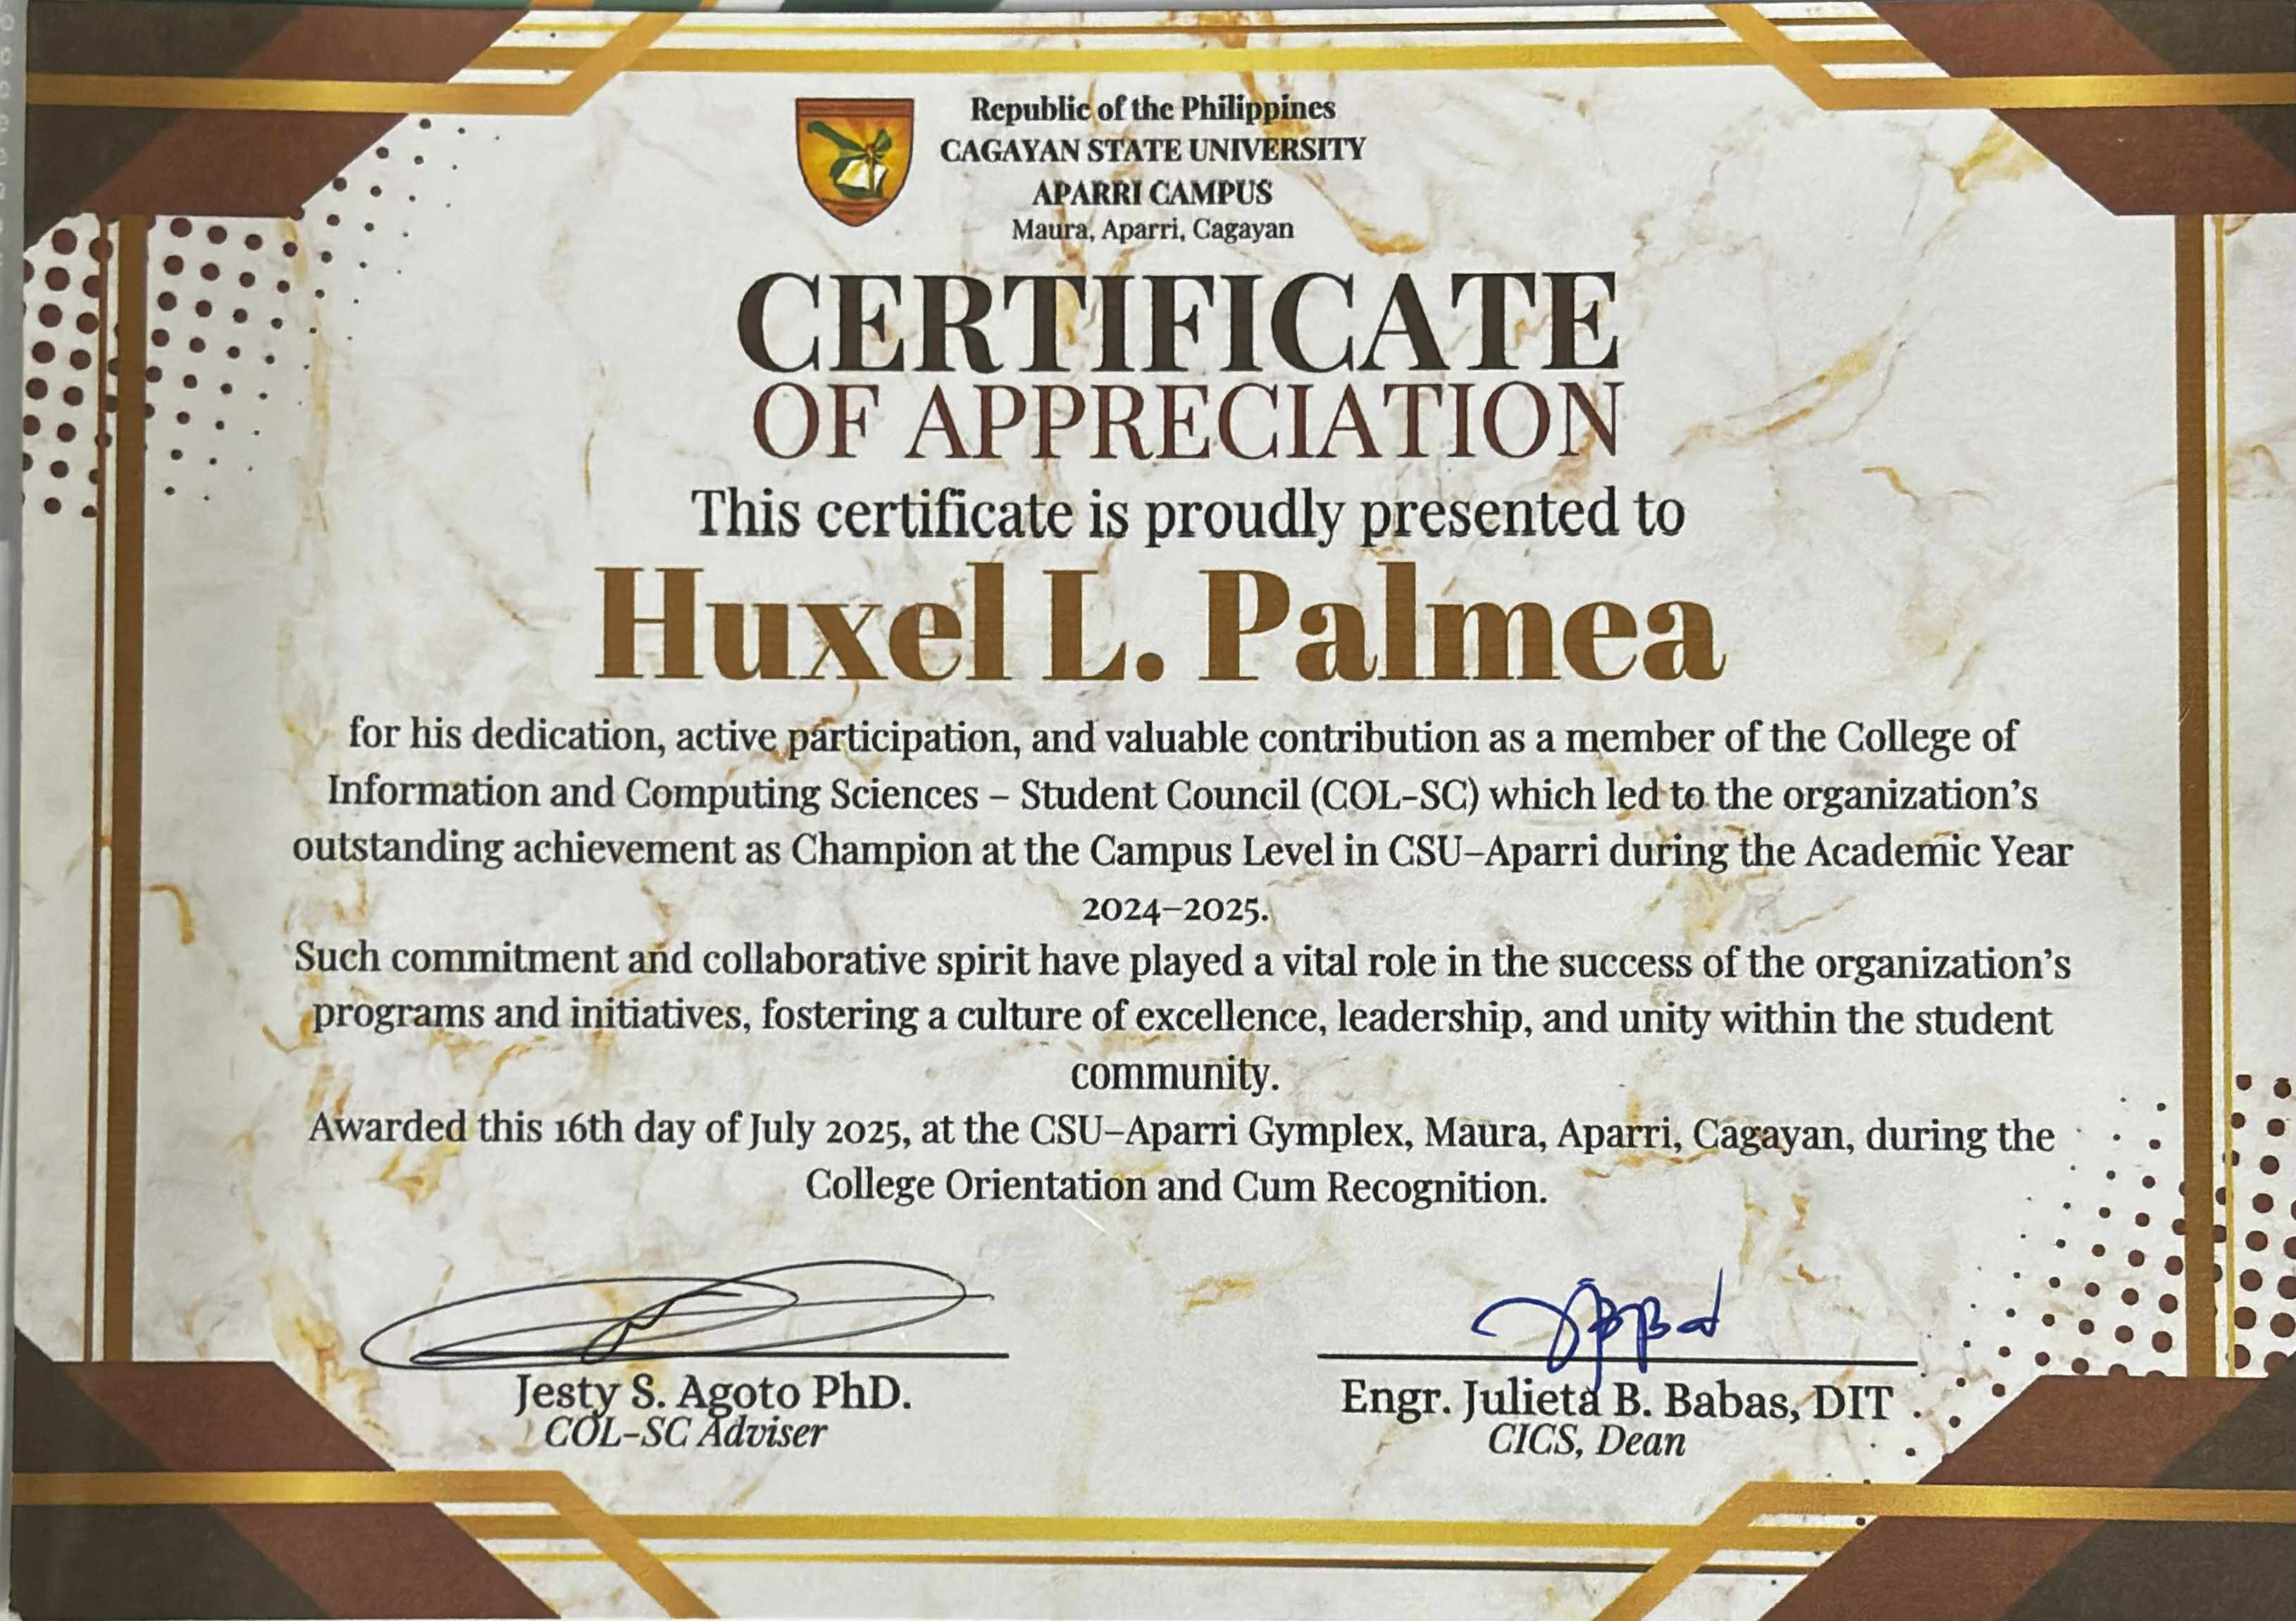 Republic of the Philippines
CAGAYAN STATE UNIVERSITY
APARRI CAMPUS
Maura, Aparri, Cagayan
CERTIFICATE
OF APPRECIATION
This certificate is proudly presented to
Huxel L. Palmea
for his dedication, active participation, and valuable contribution as a member of the College of
Information and Computing Sciences – Student Council (COL-SC) which led to the organization's
outstanding achievement as Champion at the Campus Level in CSU–Aparri during the Academic Year
2024–2025.
Such commitment and collaborative spirit have played a vital role in the success of the organization's
programs and initiatives, fostering a culture of excellence, leadership, and unity within the student
community.
Awarded this 16th day of July 2025, at the CSU–Aparri Gymplex, Maura, Aparri, Cagayan, during the
College Orientation and Cum Recognition.
Jesty S. Agoto PhD.
COL-SC Adviser
Engr. Julieta B. Babas, DIT
CICS, Dean